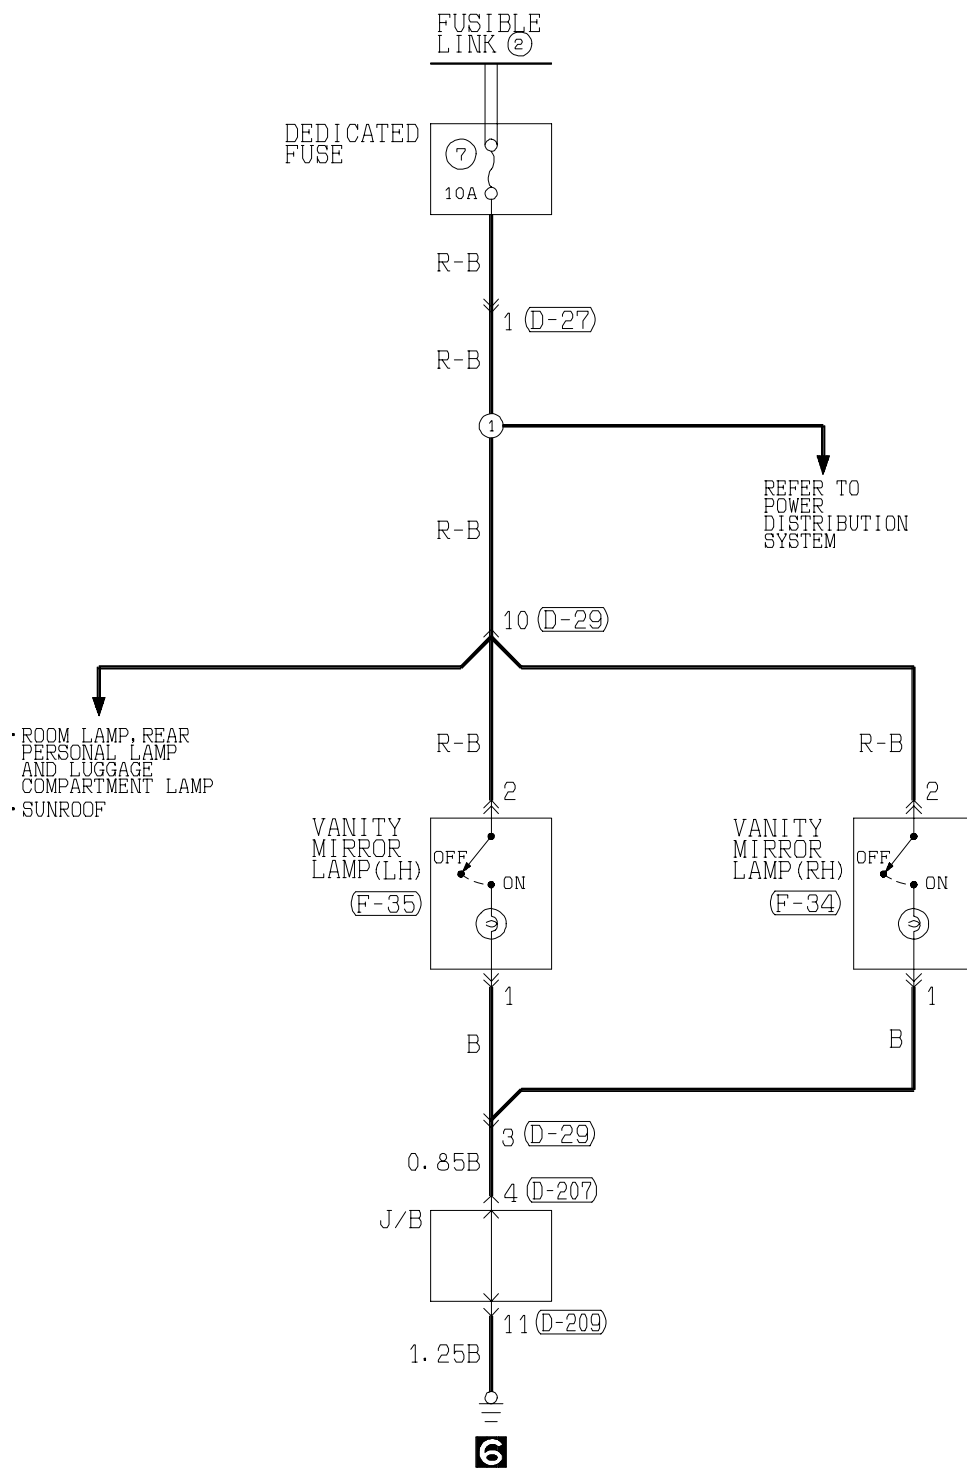 FUSIBLE
LINK ②
DEDICATED
FUSE
7
10A
R-B
1 D-27
R-B
1
REFER TO
POWER
DISTRIBUTION
SYSTEM
R-B
10 D-29
·ROOM LAMP, REAR
PERSONAL LAMP
AND LUGGAGE
COMPARTMENT LAMP
·SUNROOF
R-B
R-B
2
2
VANITY
MIRROR
LAMP(LH)
F-35
OFF
ON
VANITY
MIRROR
LAMP(RH)
F-34
OFF
ON
1
1
B
B
3 D-29
0.85B
4 D-207
J/B
11 D-209
1.25B
6